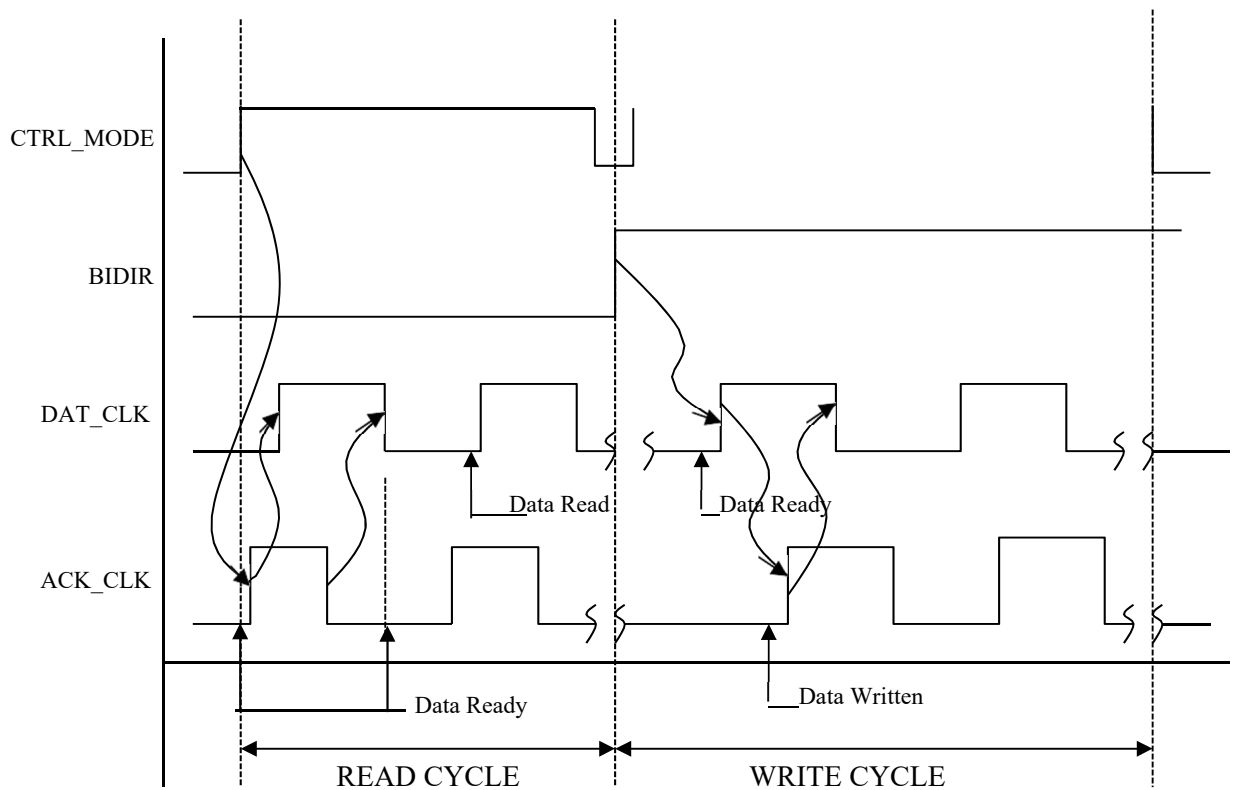 CTRL_MODE
BIDIR
DAT_CLK
Data Read
Data Ready
ACK_CLK
Data Written
Data Ready
READ CYCLE
WRITE CYCLE